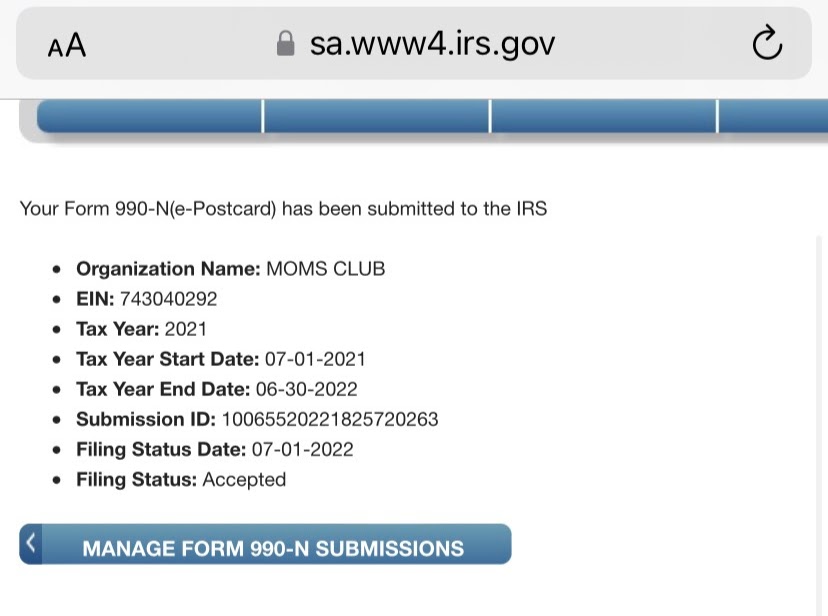 AA
sa.www4.irs.gov
Your Form 990-N(e-Postcard) has been submitted to the IRS
• Organization Name: MOMS CLUB
• EIN: 743040292
• Tax Year: 2021
• Tax Year Start Date: 07-01-2021
• Tax Year End Date: 06-30-2022
• Submission ID: 10065520221825720263
• Filing Status Date: 07-01-2022
• Filing Status: Accepted
MANAGE FORM 990-N SUBMISSIONS